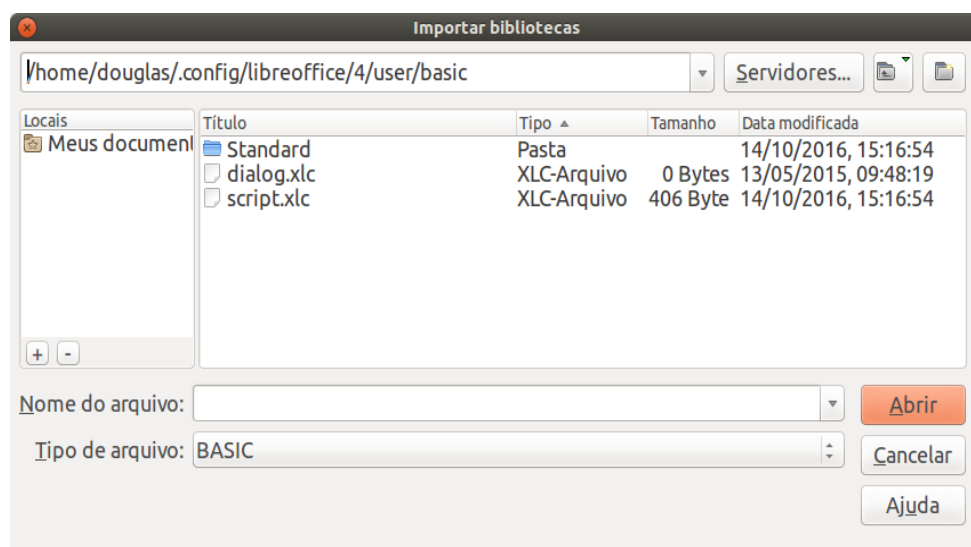 Importar bibliotecas
/home/douglas/.config/libreoffice/4/user/basic Servidores...
Locais Título Tipo Tamanho Data modificada
Meus document Standard Pasta 14/10/2016, 15:16:54
dialog.xlc XLC-Arquivo 0 Bytes 13/05/2015, 09:48:19
script.xlc XLC-Arquivo 406 Byte 14/10/2016, 15:16:54
+ -
Nome do arquivo: Abrir
Tipo de arquivo: BASIC Cancelar
Ajuda